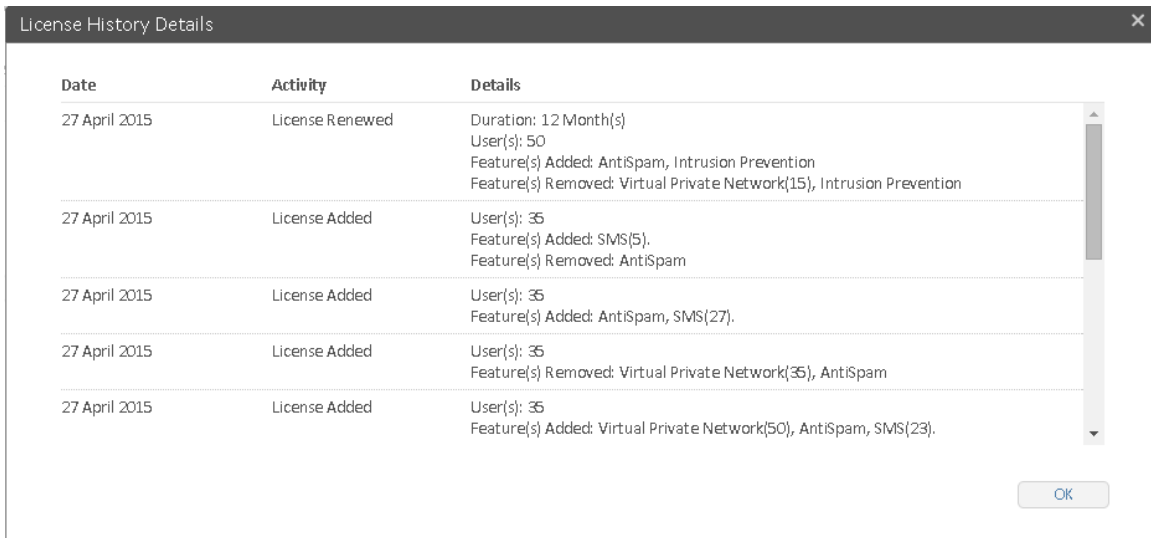 License History Details
Date Activity Details
27 April 2015 License Renewed Duration: 12 Month(s)
User(s): 50
Feature(s) Added: AntiSpam, Intrusion Prevention
Feature(s) Removed: Virtual Private Network(15), Intrusion Prevention
27 April 2015 License Added User(s): 35
Feature(s) Added: SMS(5).
Feature(s) Removed: AntiSpam
27 April 2015 License Added User(s): 35
Feature(s) Added: AntiSpam, SMS(27).
27 April 2015 License Added User(s): 35
Feature(s) Removed: Virtual Private Network(35), AntiSpam
27 April 2015 License Added User(s): 35
Feature(s) Added: Virtual Private Network(50), AntiSpam, SMS(23).
OK